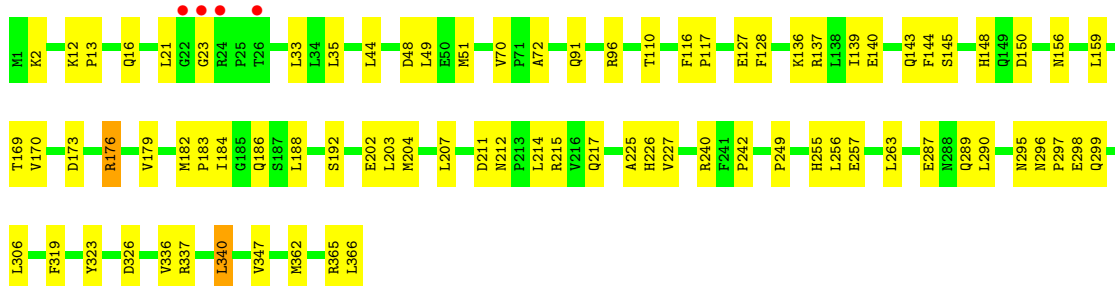 M1 K2 K12 P13 Q16 L21 G22 G23 R24 P25 T26 L33 L34 L35 L44 D48 L49 E50 M51 V70 P71 A72 Q91 R96 T110 F116 P117 E127 F128 K136 R137 L138 I139 E140 Q143 F144 S145 H148 Q149 D150 N156 L159
T169 V170 D173 R176 V179 M182 P183 I184 G185 Q186 S187 L188 S192 E202 L203 M204 L207 D211 N212 P213 L214 R215 V216 Q217 A225 H226 V227 R240 F241 P242 P249 H255 L256 E257 L263 E287 N288 Q289 L290 N295 N296 P297 E298 Q299
L306 F319 Y323 D326 V336 R337 L340 V347 M362 R365 L366